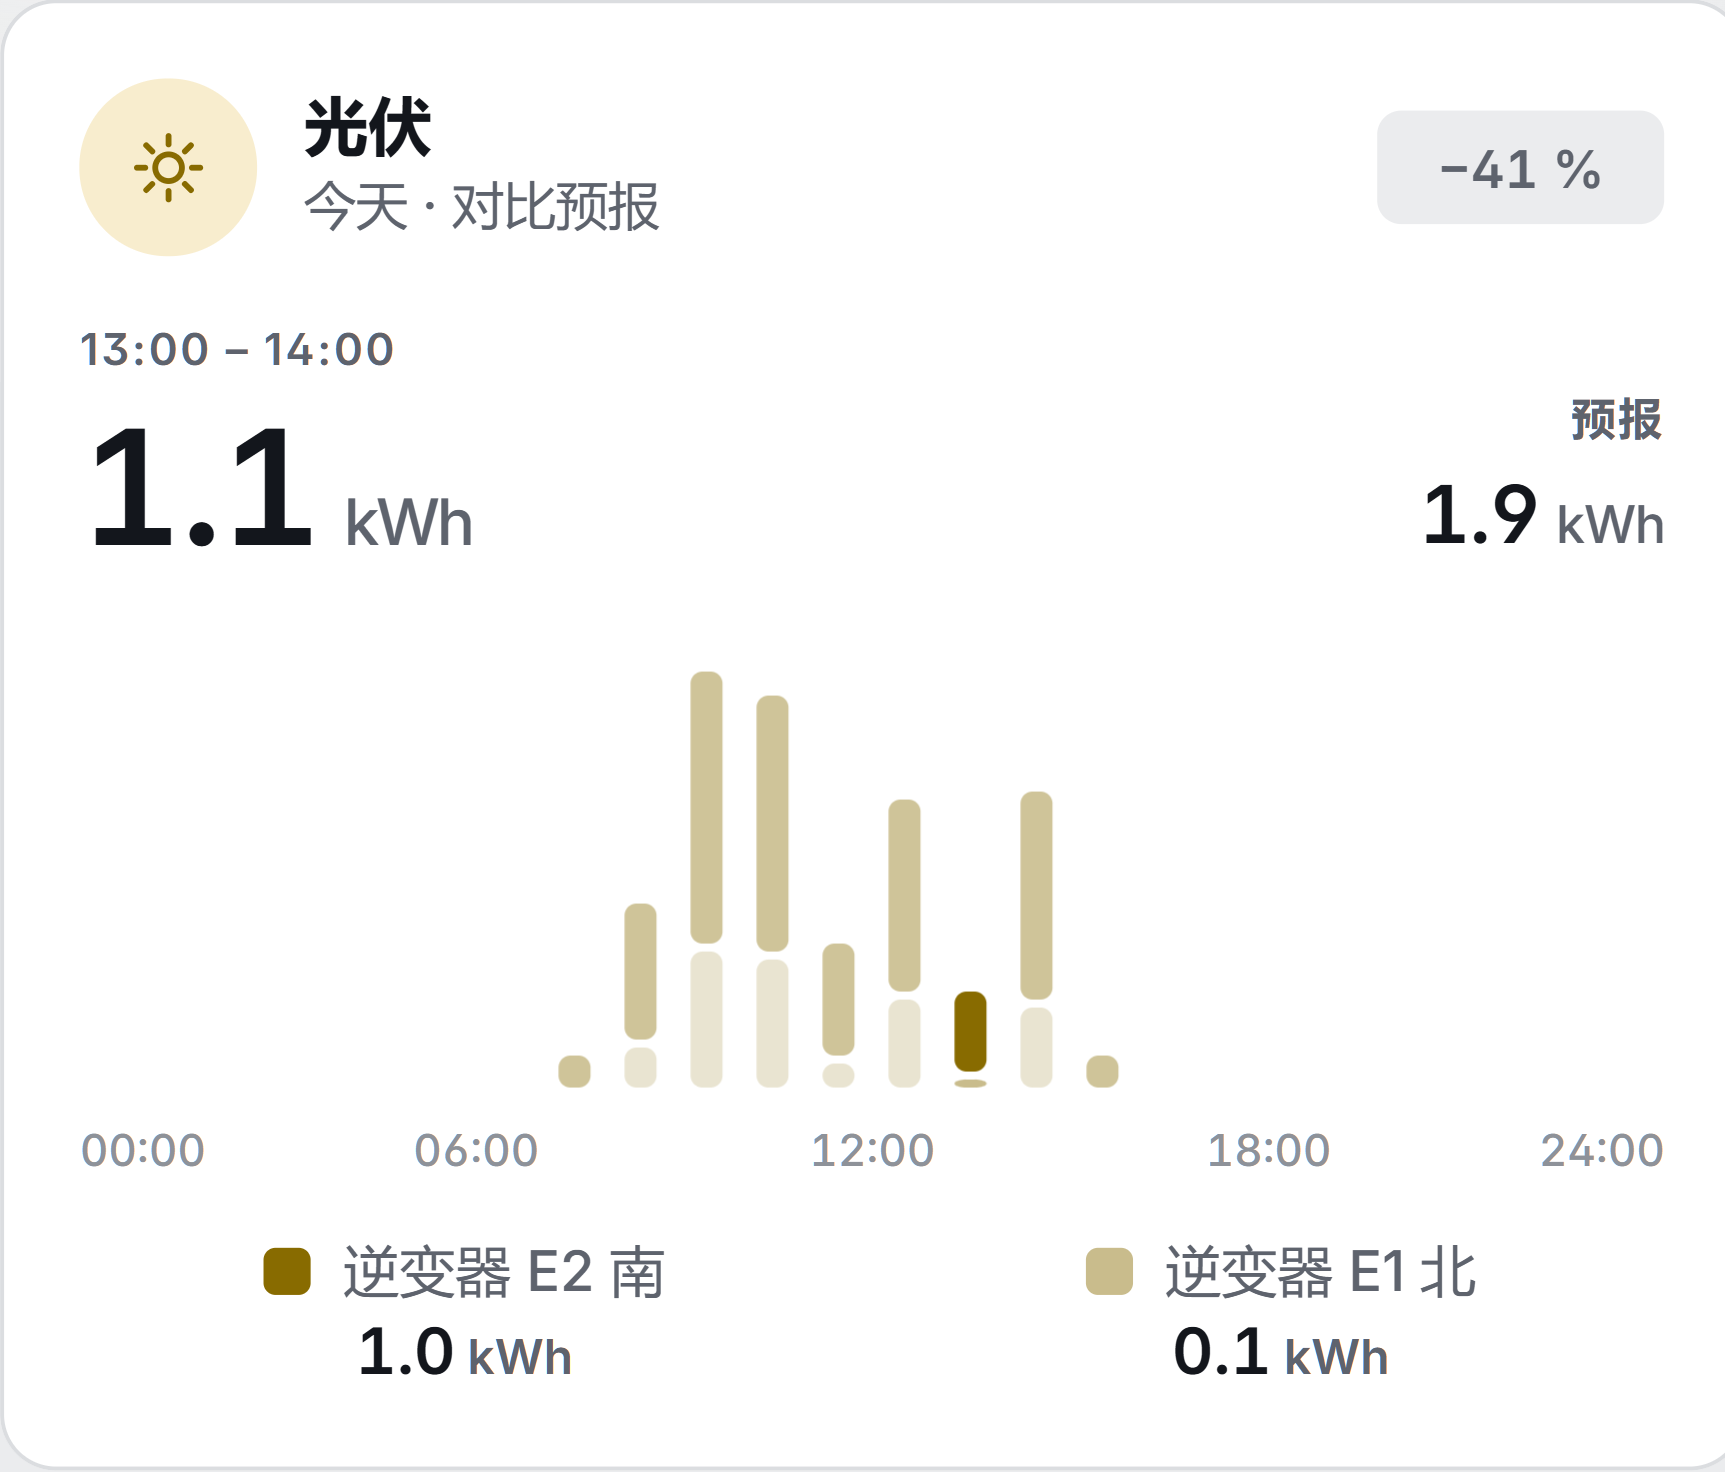 光伏
今天 · 对比预报
−41 %
13:00 – 14:00
1.1 kWh
预报
1.9 kWh
00:00 06:00 12:00 18:00 24:00
逆变器 E2 南
1.0 kWh
逆变器 E1 北
0.1 kWh